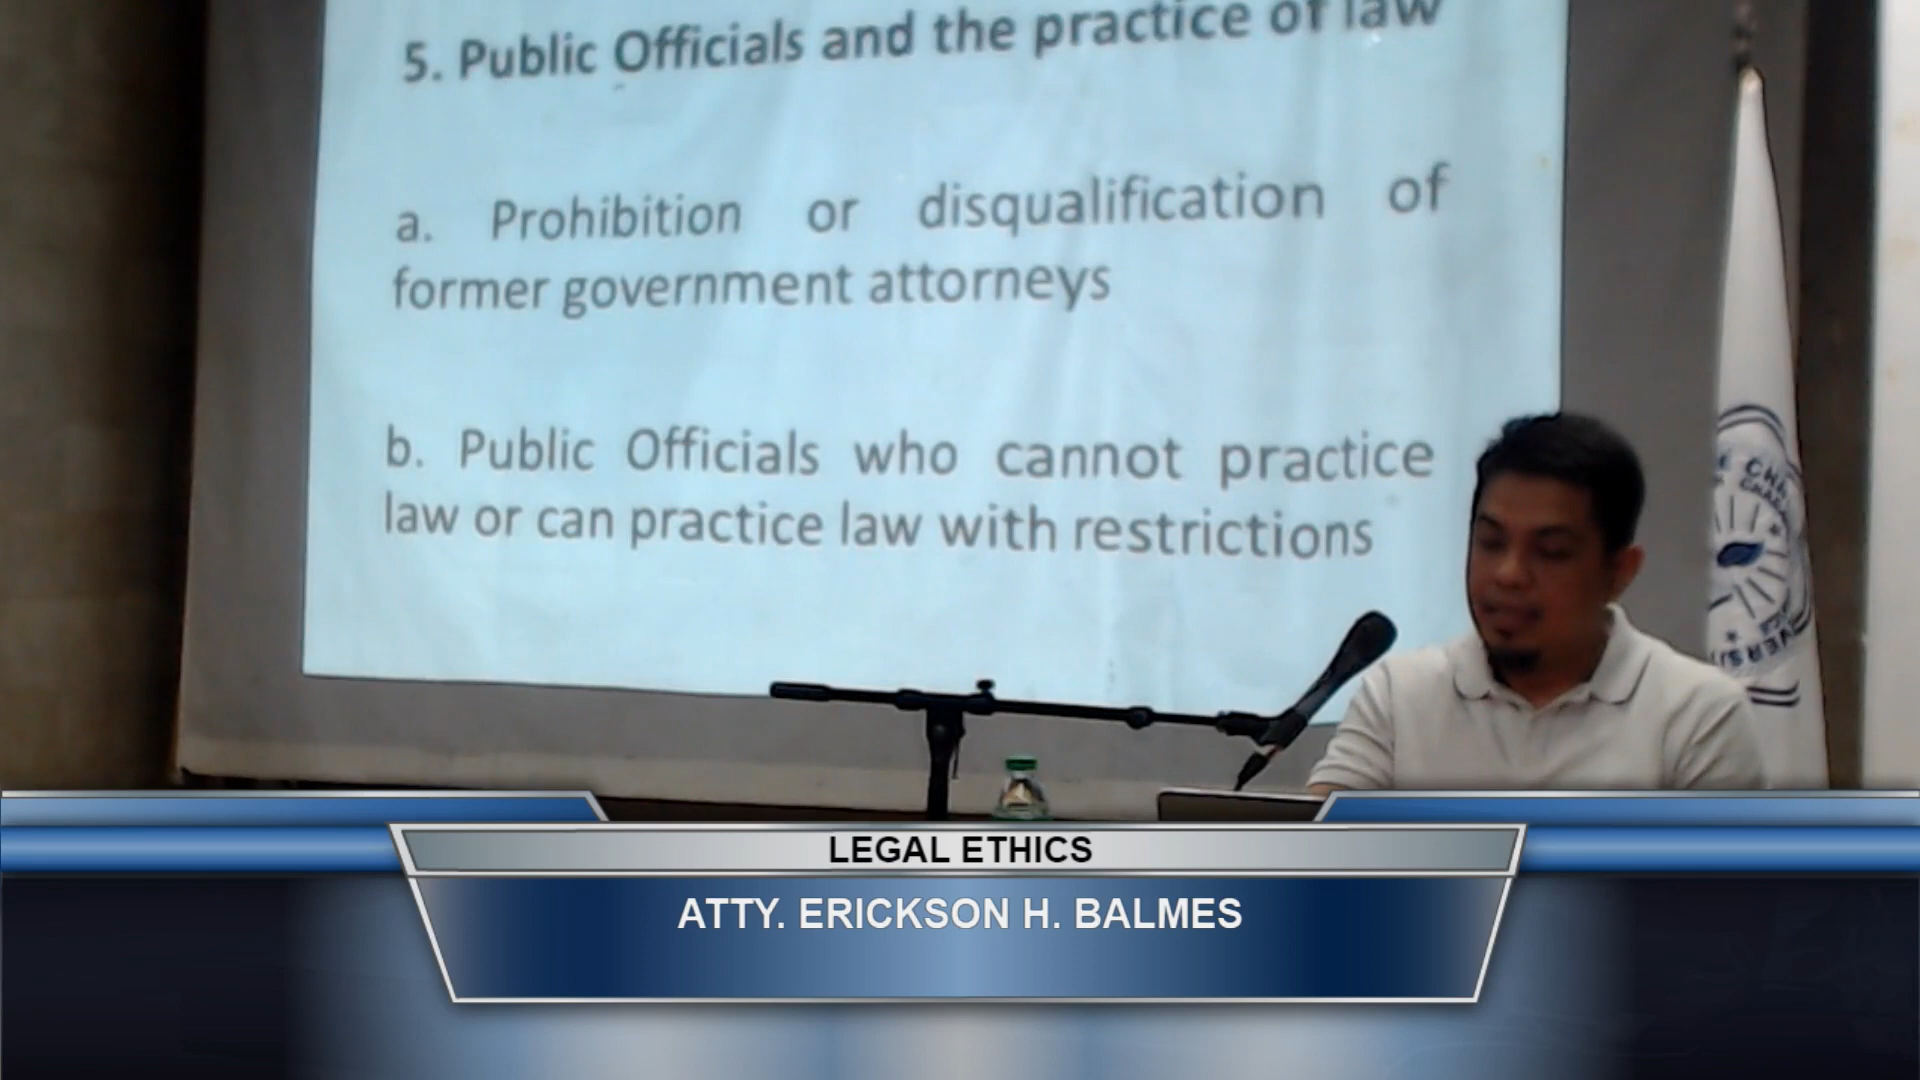 5. Public Officials and the practice of law
a. Prohibition or disqualification of
former government attorneys
b. Public Officials who cannot practice
law or can practice law with restrictions
LEGAL ETHICS
ATTY. ERICKSON H. BALMES